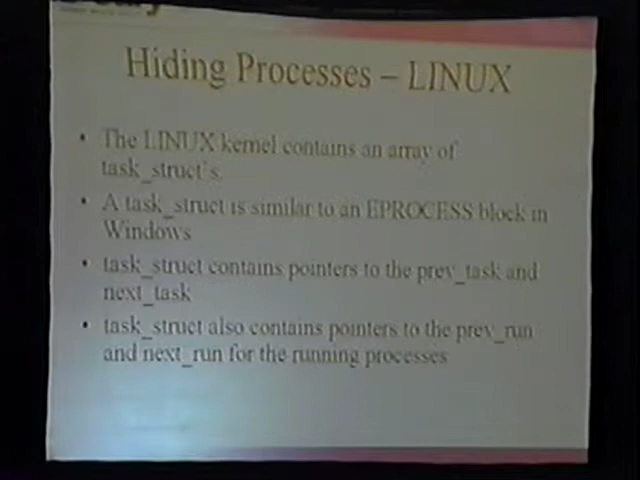 Hiding Processes – LINUX
• The LINUX kernel contains an array of
task_struct's.
• A task_struct is similar to an EPROCESS block in
Windows
• task_struct contains pointers to the prev_task and
next_task
• task_struct also contains pointers to the prev_run
and next_run for the running processes